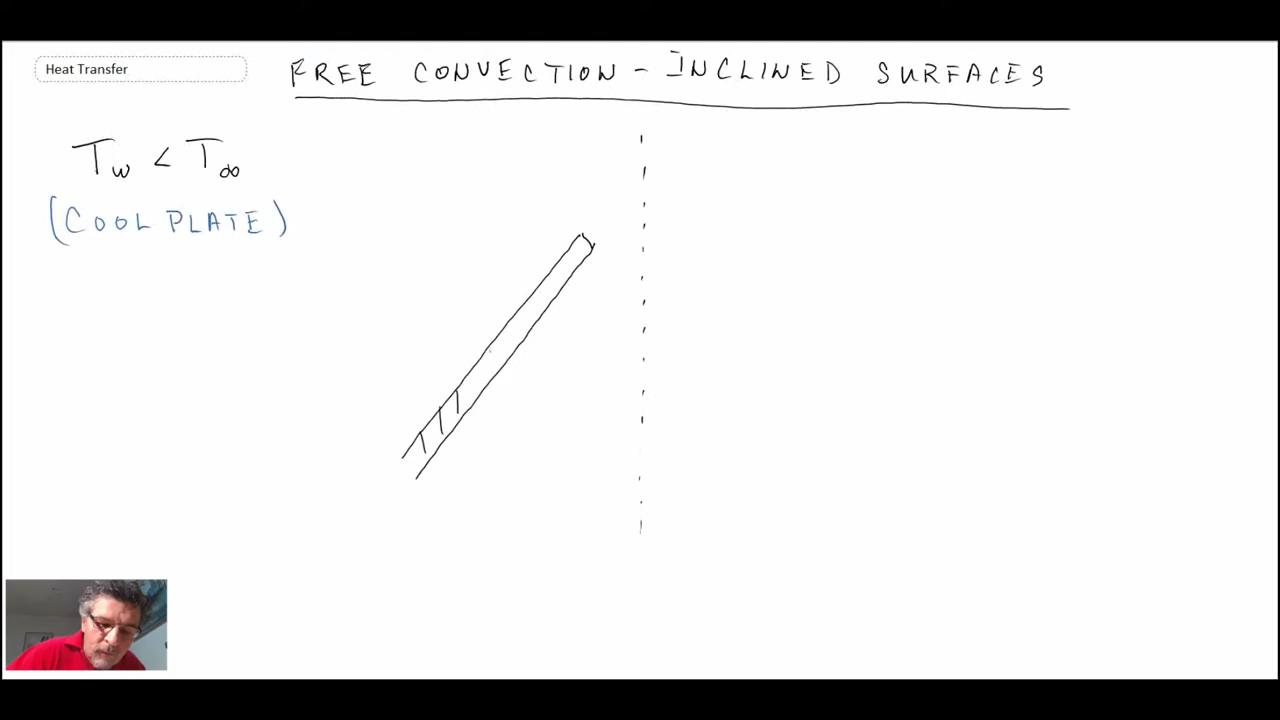 Heat Transfer
FREE CONVECTION - INCLINED SURFACES
Tw < T∞
(COOL PLATE)